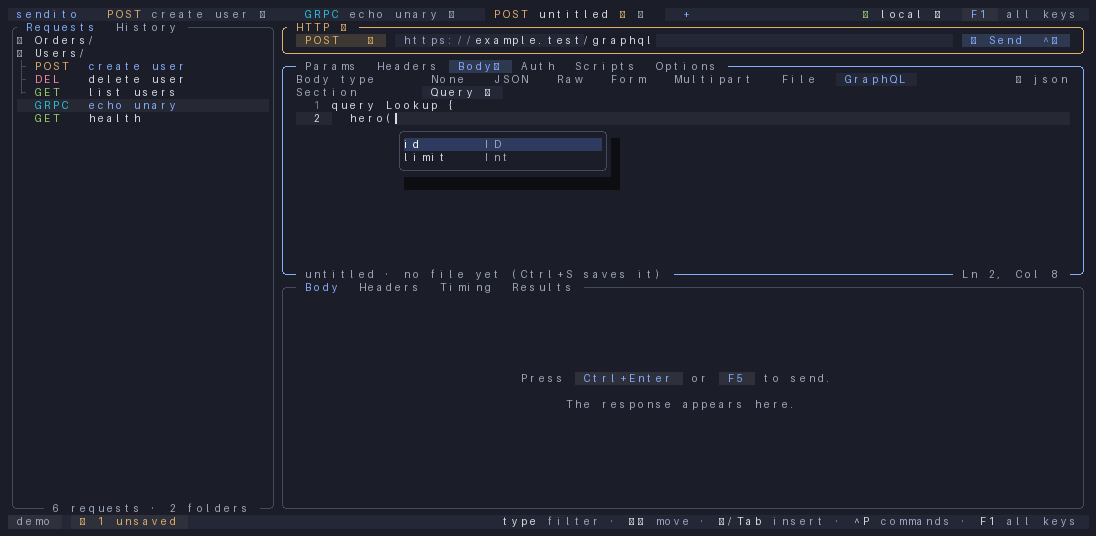 sendito POST create user GRPC echo unary POST untitled + local F1 all keys
Requests History
Orders/
Users/
POST create user
DEL delete user
GET list users
GRPC echo unary
GET health
6 requests · 2 folders
HTTP
POST https://example.test/graphql Send ^
Params Headers Body Auth Scripts Options
Body type None JSON Raw Form Multipart File GraphQL json
Section Query
1 query Lookup {
2 hero(
id ID
limit Int
untitled · no file yet (Ctrl+S saves it) Ln 2, Col 8
Body Headers Timing Results
Press Ctrl+Enter or F5 to send.
The response appears here.
demo 1 unsaved type filter · move · /Tab insert · ^P commands · F1 all keys